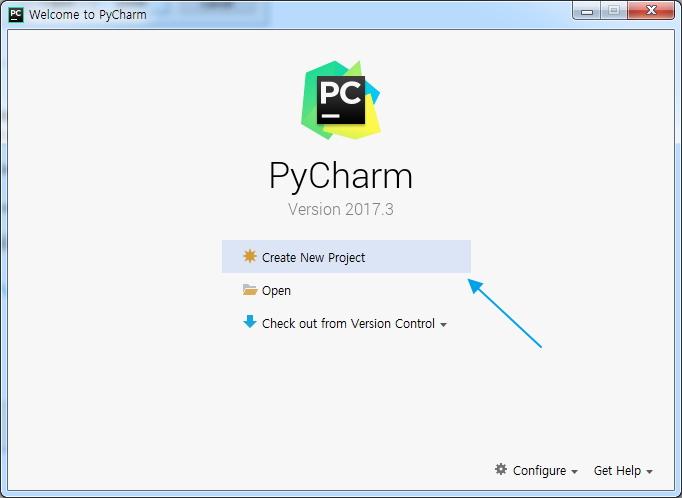 Welcome to PyCharm
PC
PyCharm
Version 2017.3
Create New Project
Open
Check out from Version Control
Configure
Get Help